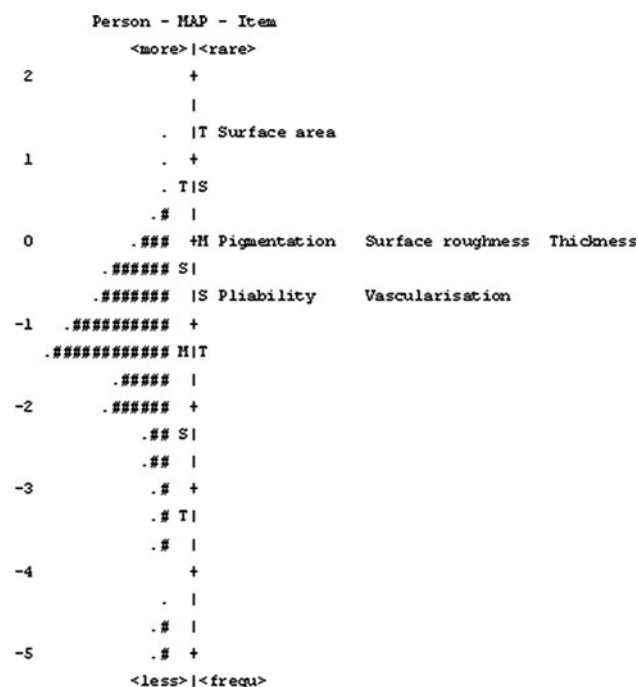 Person - MAP - Item
<more>|<rare>
2 +
|
. |T Surface area
1 . +
. T|S
.# |
0 .### +M Pigmentation Surface roughness Thickness
.###### S|
.####### |S Pliability Vascularisation
-1 .########## +
.############ M|T
.##### |
-2 .###### +
.## S|
.## |
-3 .# +
.# T|
.# |
-4 +
. |
.# |
-5 .# +
<less>|<frequ>